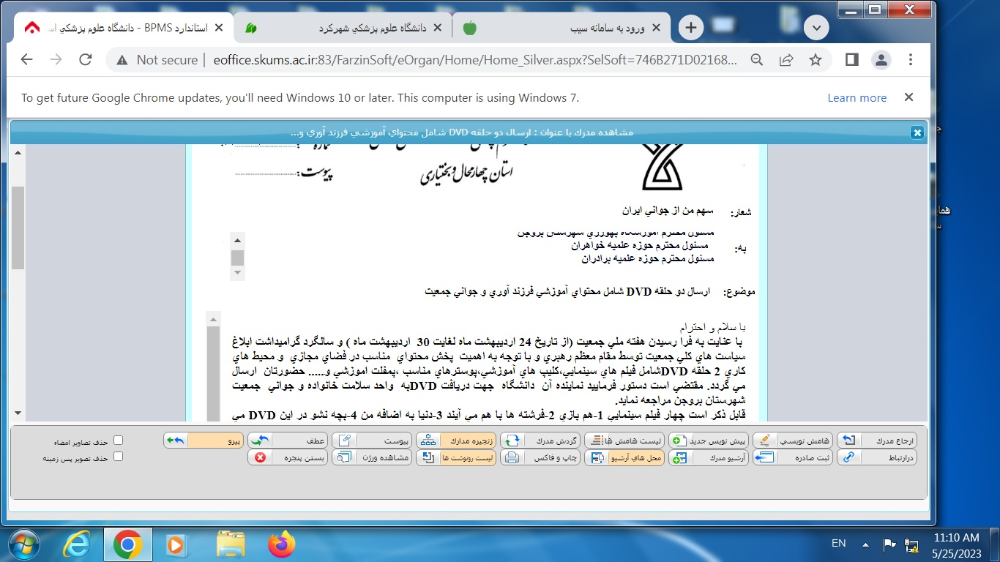 استاندارد BPMS - دانشگاه علوم پزشکي
دانشگاه علوم پزشکي شهرکرد
ورود به سامانه سیب
Not secure
eoffice.skums.ac.ir:83/FarzinSoft/eOrgan/Home/Home_Silver.aspx?SelSoft=746B271D02168...
To get future Google Chrome updates, you'll need Windows 10 or later. This computer is using Windows 7.
Learn more
مشاهده مدرك با عنوان : ارسال دو حلقه DVD شامل محتواي آموزشي فرزند آوري و...
استان چهارمحال و بختیاری
پیوست:
شعار: سهم من از جواني ايران
به:
مسئول محترم آموزشگاه بهورزي شهرستان بروجن
مسئول محترم حوزه علميه خواهران
مسئول محترم حوزه علميه برادران
موضوع: ارسال دو حلقه DVD شامل محتواي آموزشي فرزند آوري و جواني جمعيت
با سلام و احترام
با عنايت به فرا رسيدن هفته ملي جمعيت (از تاريخ 24 ارديبهشت ماه لغايت 30 ارديبهشت ماه ) و سالگرد گراميداشت ابلاغ
سياست هاي كلي جمعيت توسط مقام معظم رهبري و با توجه به اهميت پخش محتواي مناسب در فضاي مجازي و محيط هاي
كاري 2 حلقه DVDشامل فيلم هاي سينمايي،كليپ هاي آموزشي،پوسترهاي مناسب ،پمفلت اموزشي و..... حضورتان ارسال
مي گردد. مقتضي است دستور فرماييد نماينده آن دانشگاه جهت دريافت DVDبه واحد سلامت خانواده و جواني جمعيت
شهرستان بروجن مراجعه نمايد.
قابل ذكر است چهار فيلم سينمايي 1-هم بازي 2-فرشته ها با هم مي آيند 3-دنيا به اضافه من 4-بچه نشو در اين DVD مي
ارجاع مدرك
هامش نويسي
پيش نويس جديد
ليست هامش ها
گردش مدرك
زنجيره مدارك
پيوست
عطف
پيرو
حذف تصاوير امضاء
درارتباط
ثبت صادره
آرشيو مدرك
محل هاي آرشيو
چاپ و فاكس
ليست رونوشت ها
مشاهده ورژن
بستن پنجره
حذف تصوير پس زمينه
EN
11:10 AM
5/25/2023